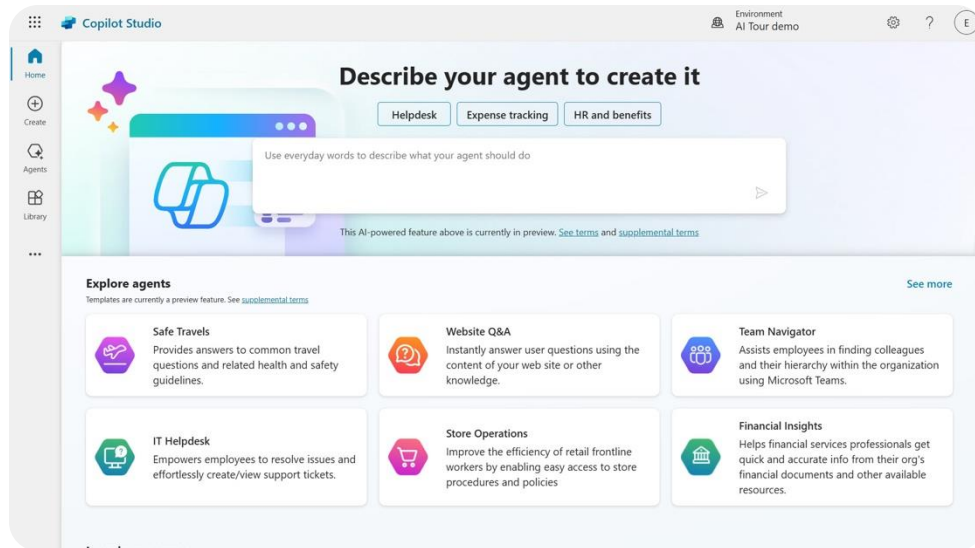 Copilot Studio
Environment
AI Tour demo
?
E
Home
Create
Agents
Library
Describe your agent to create it
Helpdesk
Expense tracking
HR and benefits
Use everyday words to describe what your agent should do
This AI-powered feature above is currently in preview. See terms and supplemental terms
Explore agents
See more
Templates are currently a preview feature. See supplemental terms
Safe Travels
Provides answers to common travel
questions and related health and safety
guidelines.
Website Q&A
Instantly answer user questions using the
content of your web site or other
knowledge.
Team Navigator
Assists employees in finding colleagues
and their hierarchy within the organization
using Microsoft Teams.
IT Helpdesk
Empowers employees to resolve issues and
effortlessly create/view support tickets.
Store Operations
Improve the efficiency of retail frontline
workers by enabling easy access to store
procedures and policies
Financial Insights
Helps financial services professionals get
quick and accurate info from their org's
financial documents and other available
resources.